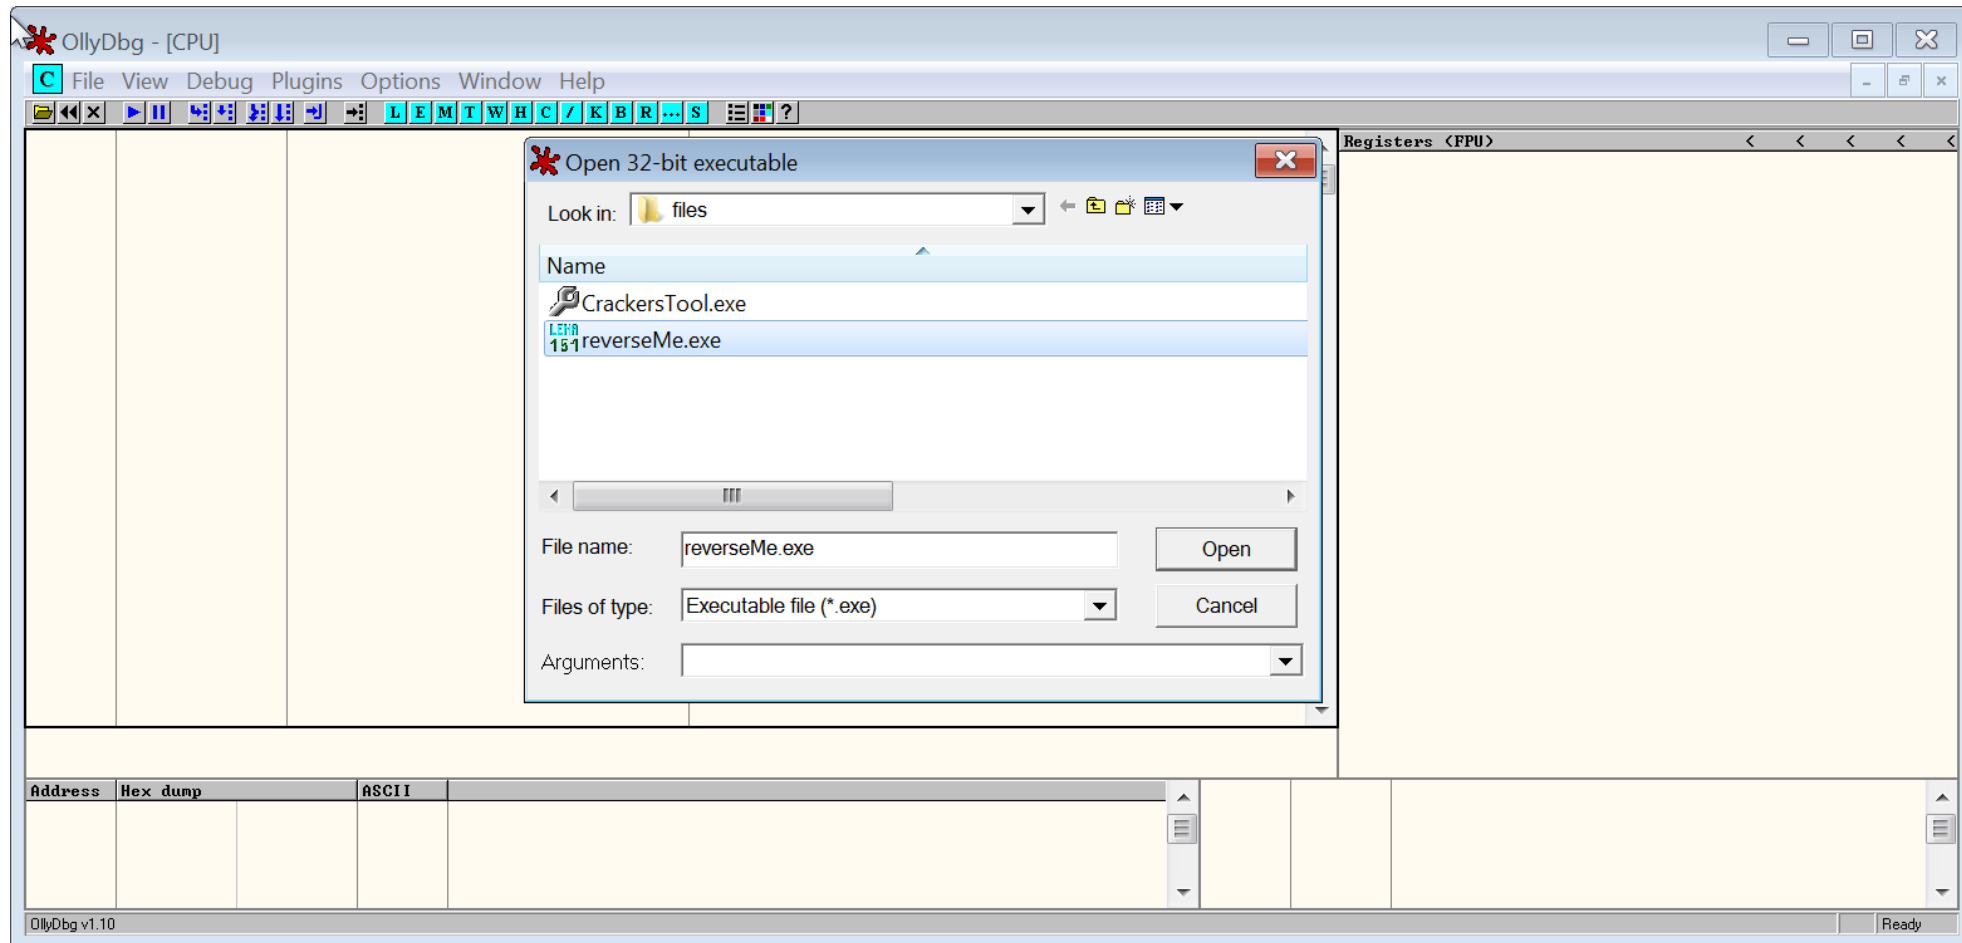 OllyDbg - [CPU]
C File View Debug Plugins Options Window Help
L E M T W H C / K B R ... S ?
Registers (FPU) < < < < <
Open 32-bit executable
Look in: files
Name
CrackersTool.exe
LENA
151 reverseMe.exe
File name: reverseMe.exe Open
Files of type: Executable file (*.exe) Cancel
Arguments:
Address Hex dump ASCII
OllyDbg v1.10 Ready